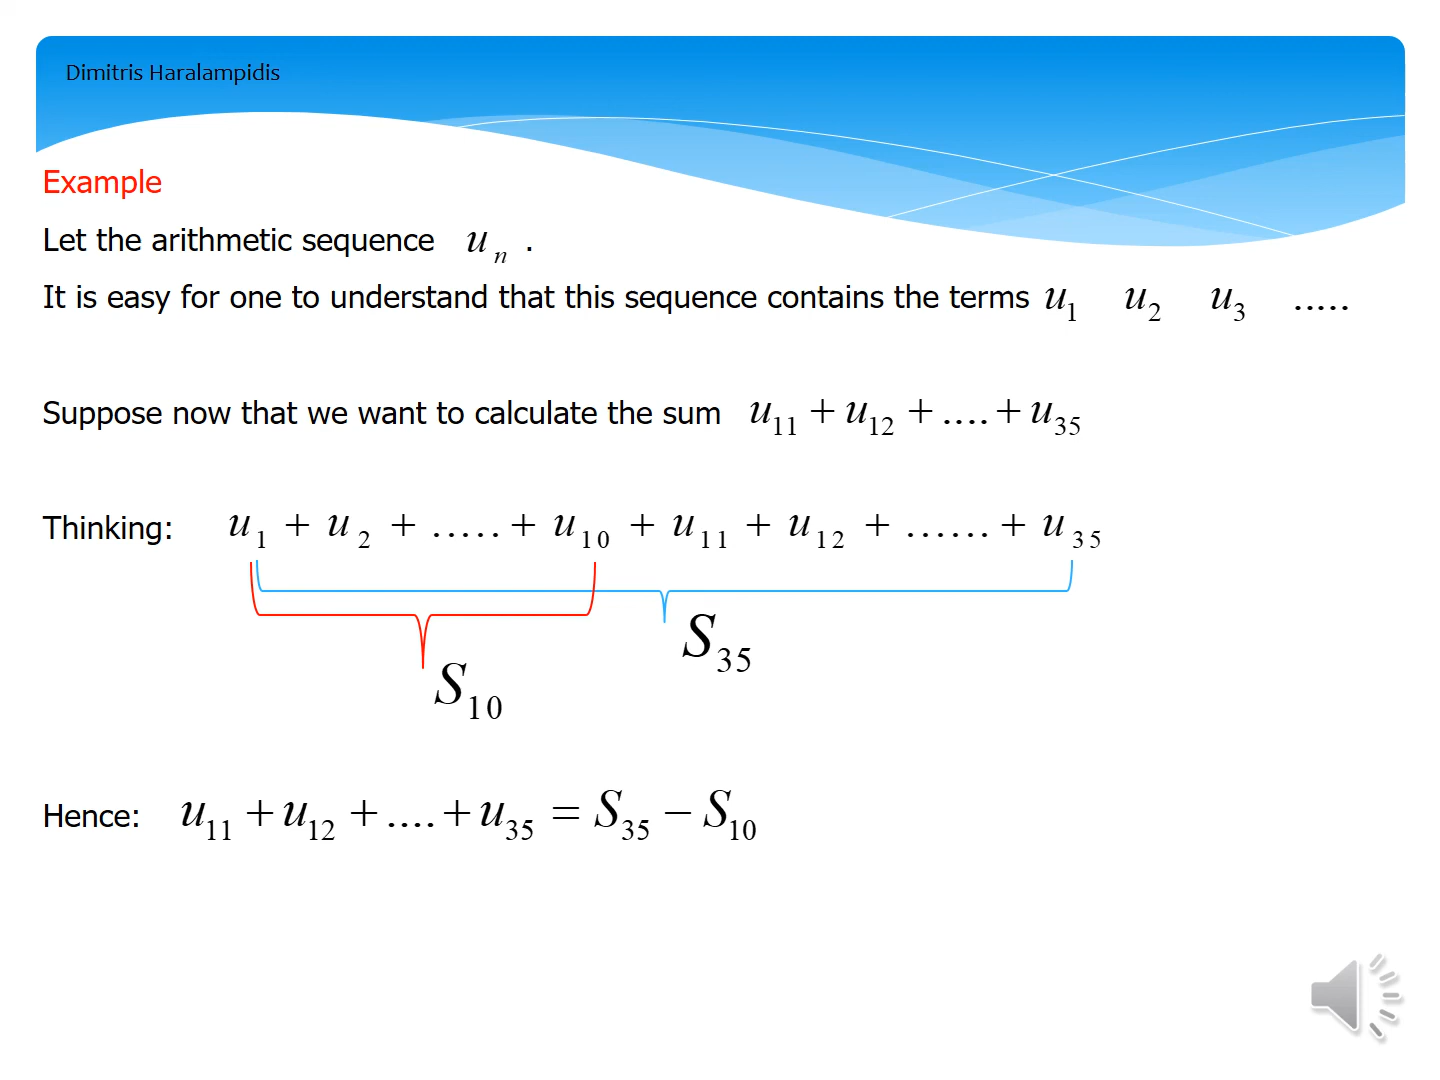 Dimitris Haralampidis
Example
Let the arithmetic sequence u_n .
It is easy for one to understand that this sequence contains the terms u_1 u_2 u_3 .....
Suppose now that we want to calculate the sum u_11 + u_12 + .... + u_35
Thinking: u_1 + u_2 + ..... + u_10 + u_11 + u_12 + ...... + u_35
S_35
S_10
Hence: u_11 + u_12 + .... + u_35 = S_35 − S_10